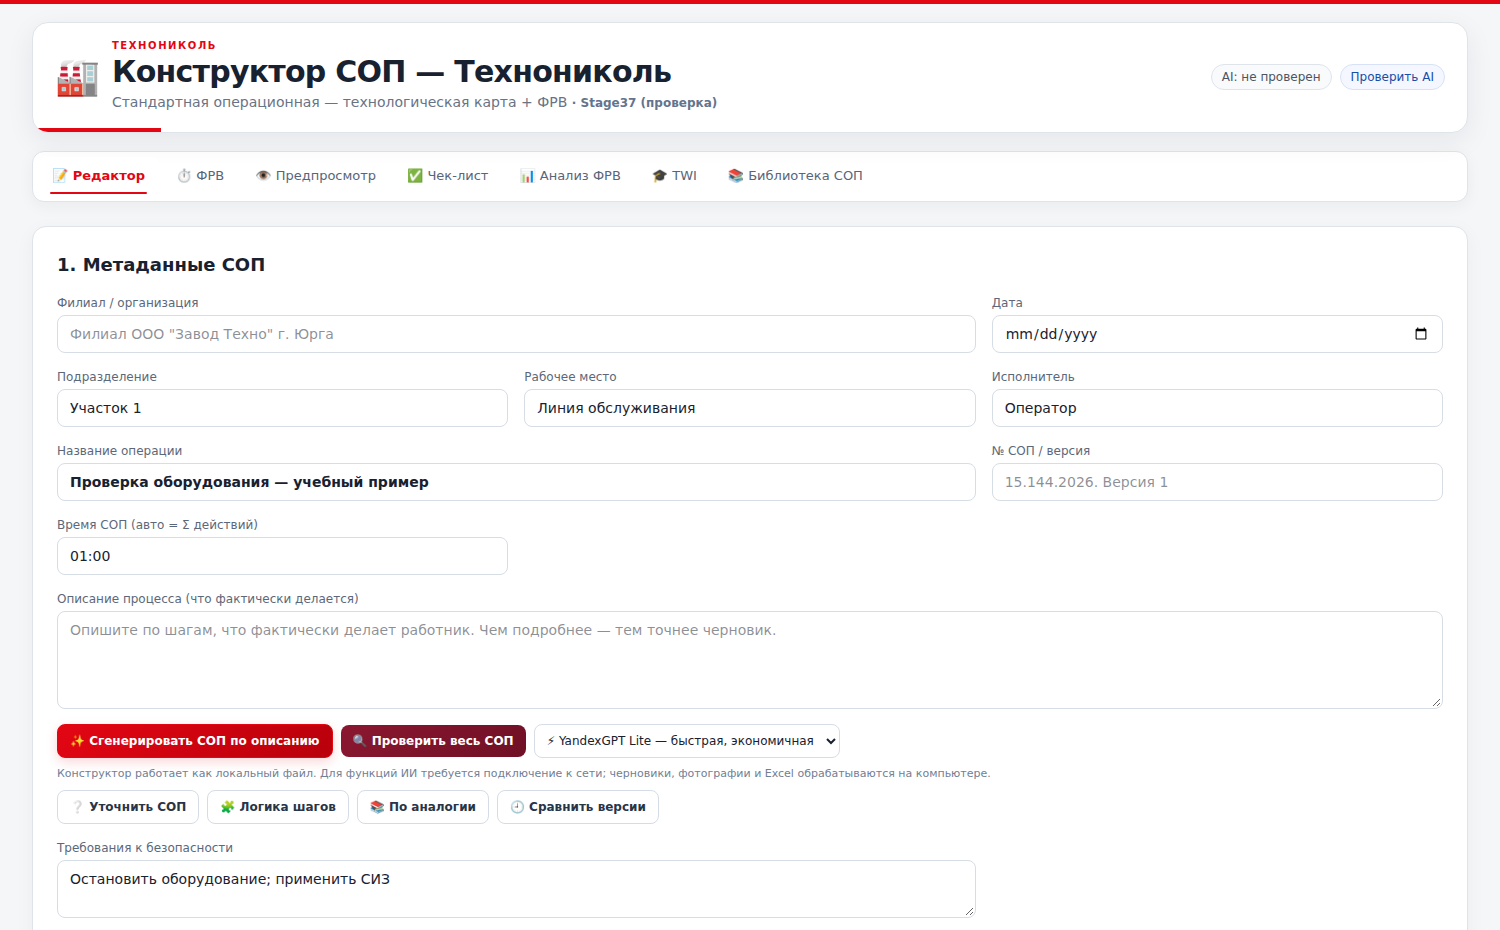 ТЕХНОНИКОЛЬ
Конструктор СОП — Технониколь
Стандартная операционная — технологическая карта + ФРВ · Stage37 (проверка)
AI: не проверен
Проверить AI
Редактор
ФРВ
Предпросмотр
Чек-лист
Анализ ФРВ
TWI
Библиотека СОП
1. Метаданные СОП
Филиал / организация
Дата
Филиал ООО "Завод Техно" г. Юрга
mm/dd/yyyy
Подразделение
Рабочее место
Исполнитель
Участок 1
Линия обслуживания
Оператор
Название операции
№ СОП / версия
Проверка оборудования — учебный пример
15.144.2026. Версия 1
Время СОП (авто = Σ действий)
01:00
Описание процесса (что фактически делается)
Опишите по шагам, что фактически делает работник. Чем подробнее — тем точнее черновик.
✨ Сгенерировать СОП по описанию
🔍 Проверить весь СОП
⚡ YandexGPT Lite — быстрая, экономичная
Конструктор работает как локальный файл. Для функций ИИ требуется подключение к сети; черновики, фотографии и Excel обрабатываются на компьютере.
❔ Уточнить СОП
🧩 Логика шагов
📚 По аналогии
🕘 Сравнить версии
Требования к безопасности
Остановить оборудование; применить СИЗ